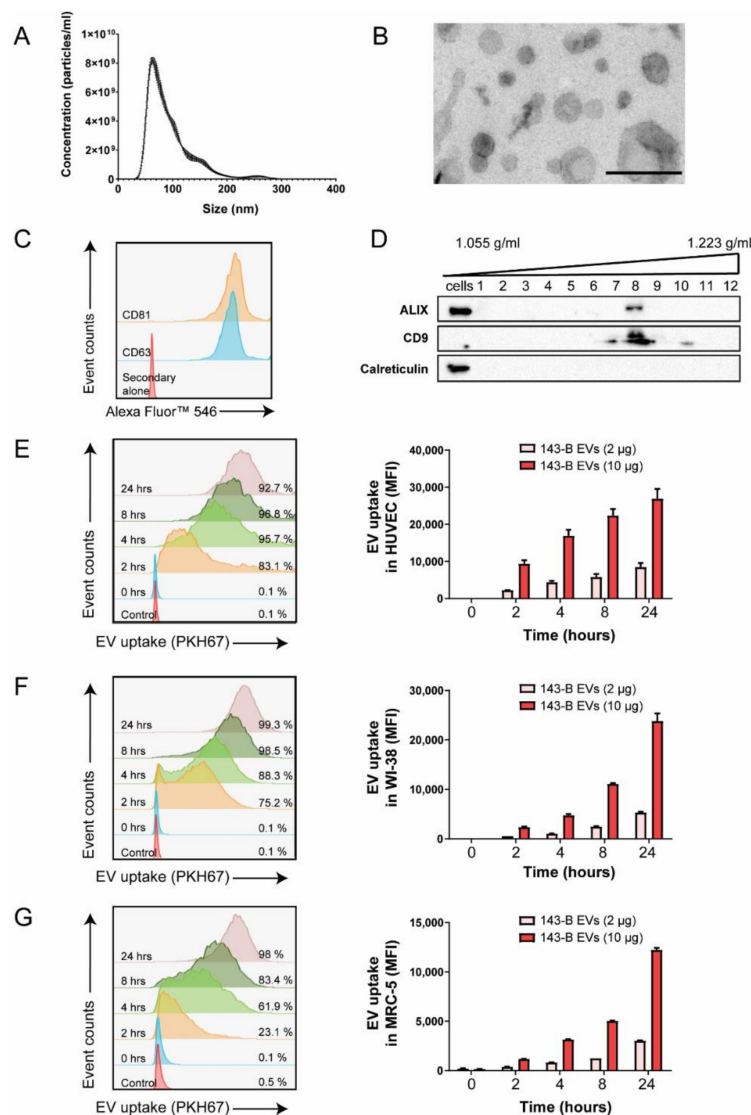 A
Concentration (particles/ml)
1×10¹⁰
8×10⁹
6×10⁹
4×10⁹
2×10⁹
0
0 100 200 300 400
Size (nm)
B
C
Event counts
CD81
CD63
Secondary
alone
Alexa Fluor™ 546
D
1.055 g/ml 1.223 g/ml
cells 1 2 3 4 5 6 7 8 9 10 11 12
ALIX
CD9
Calreticulin
E
Event counts
24 hrs 92.7 %
8 hrs 96.8 %
4 hrs 95.7 %
2 hrs 83.1 %
0 hrs 0.1 %
Control 0.1 %
EV uptake (PKH67)
EV uptake
in HUVEC (MFI)
40,000
30,000
20,000
10,000
0
143-B EVs (2 µg)
143-B EVs (10 µg)
0 2 4 8 24
Time (hours)
F
Event counts
24 hrs 99.3 %
8 hrs 98.5 %
4 hrs 88.3 %
2 hrs 75.2 %
0 hrs 0.1 %
Control 0.1 %
EV uptake (PKH67)
EV uptake
in WI-38 (MFI)
30,000
20,000
10,000
0
143-B EVs (2 µg)
143-B EVs (10 µg)
0 2 4 8 24
Time (hours)
G
Event counts
24 hrs 98 %
8 hrs 83.4 %
4 hrs 61.9 %
2 hrs 23.1 %
0 hrs 0.1 %
Control 0.5 %
EV uptake (PKH67)
EV uptake
in MRC-5 (MFI)
15,000
10,000
5,000
0
143-B EVs (2 µg)
143-B EVs (10 µg)
0 2 4 8 24
Time (hours)